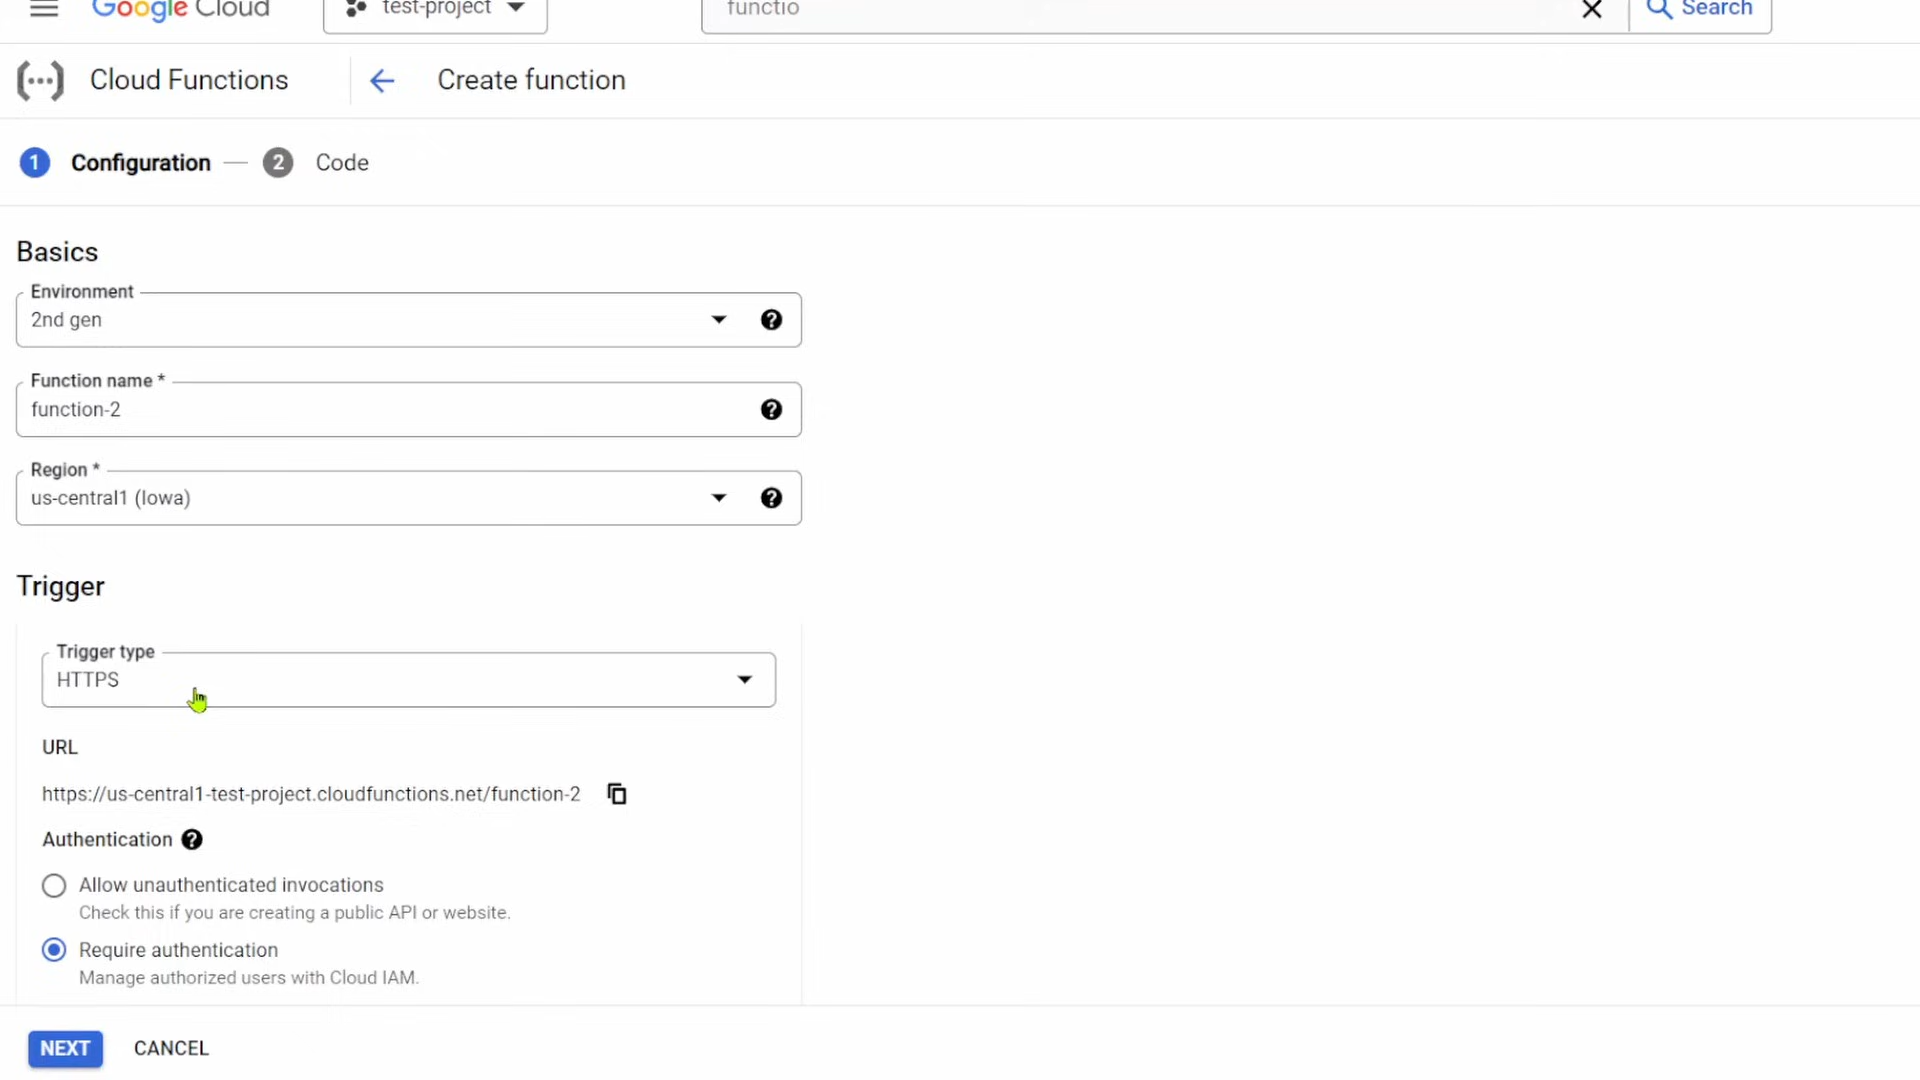 Google Cloud
test-project
functio
Search
Cloud Functions
Create function
1 Configuration — 2 Code
Basics
Environment
2nd gen
Function name *
function-2
Region *
us-central1 (Iowa)
Trigger
Trigger type
HTTPS
URL
https://us-central1-test-project.cloudfunctions.net/function-2
Authentication
Allow unauthenticated invocations
Check this if you are creating a public API or website.
Require authentication
Manage authorized users with Cloud IAM.
NEXT
CANCEL